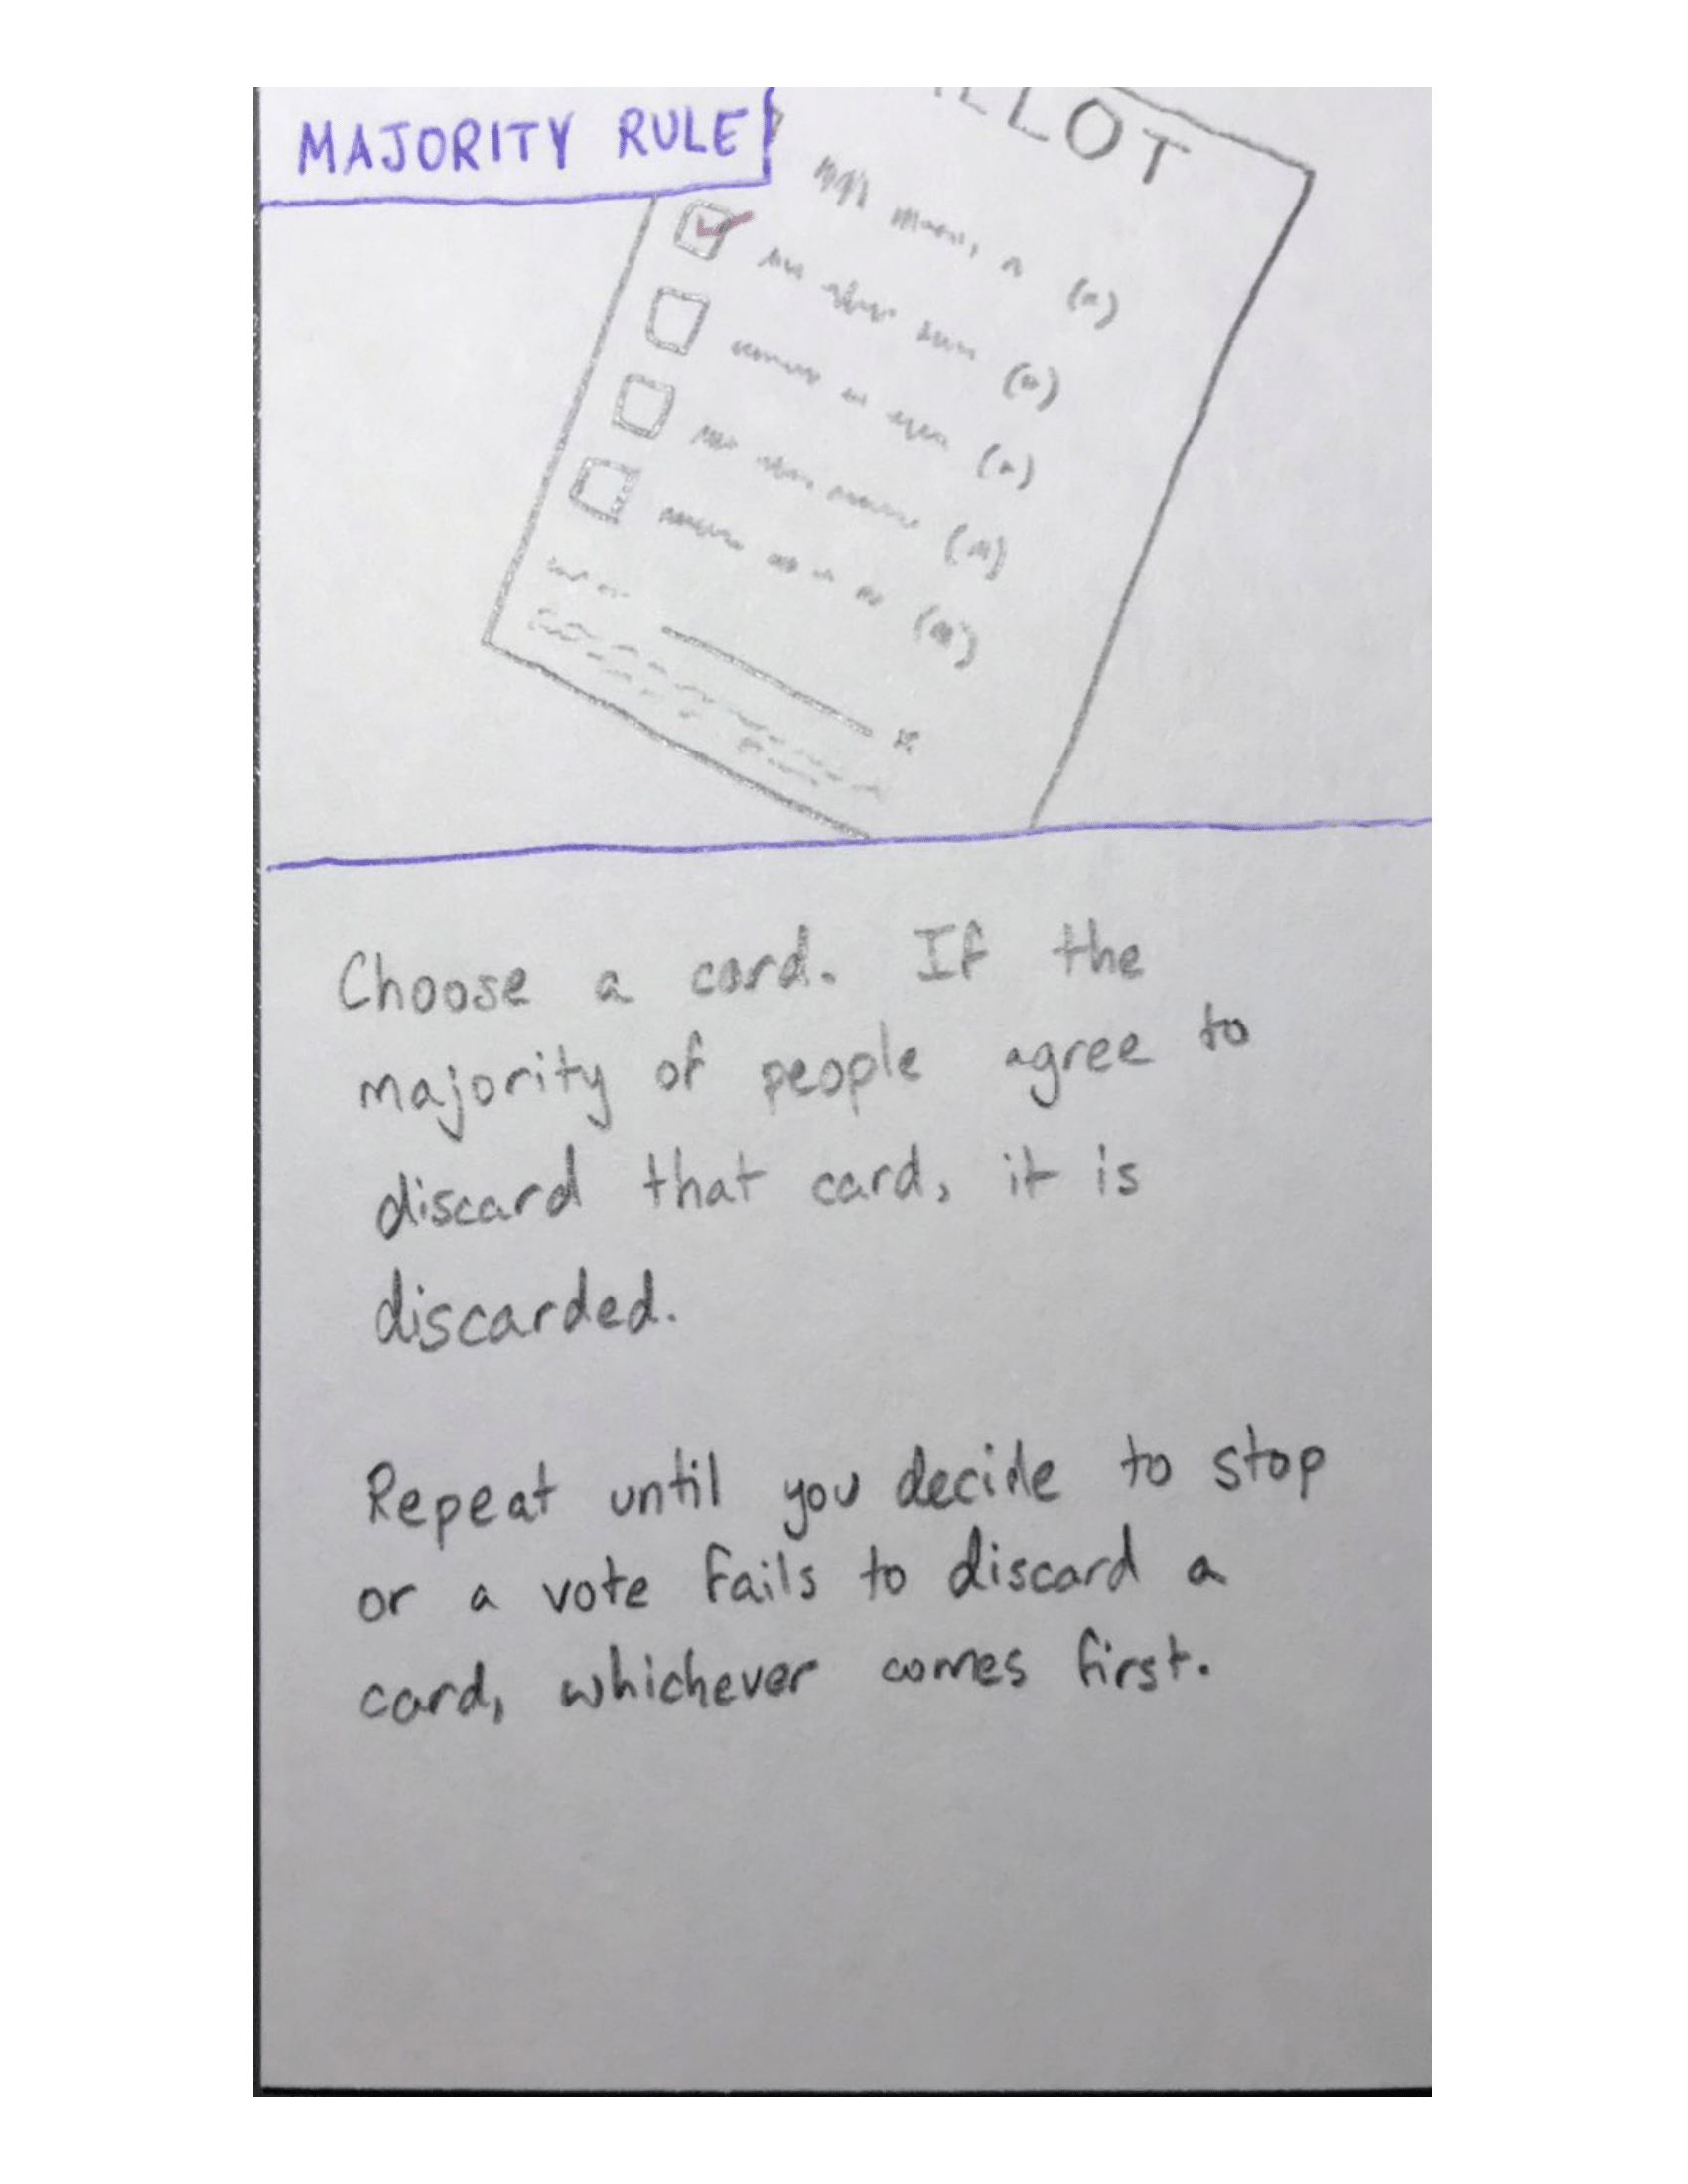 MAJORITY RULE
LLOT
Choose a card. If the
majority of people agree to
discard that card, it is
discarded.
Repeat until you decide to stop
or a vote fails to discard a
card, whichever comes first.